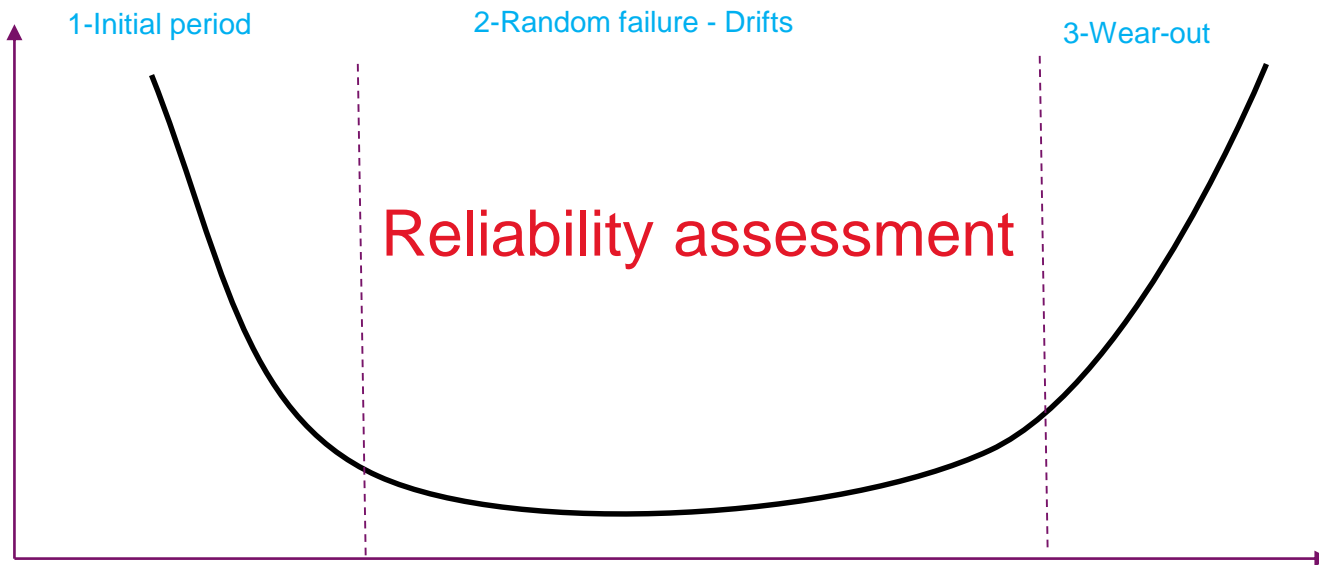 1-Initial period
2-Random failure - Drifts
3-Wear-out
Reliability assessment